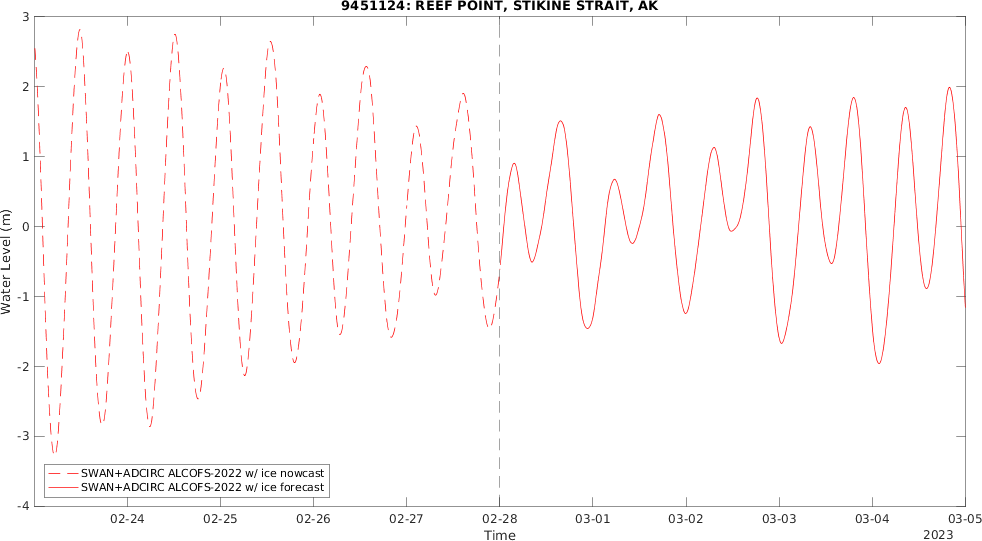 9451124: REEF POINT, STIKINE STRAIT, AK
3
2
1
0
-1
-2
-3
-4
Water Level (m)
SWAN+ADCIRC ALCOFS-2022 w/ ice nowcast
SWAN+ADCIRC ALCOFS-2022 w/ ice forecast
02-24 02-25 02-26 02-27 02-28 03-01 03-02 03-03 03-04 03-05
Time
2023